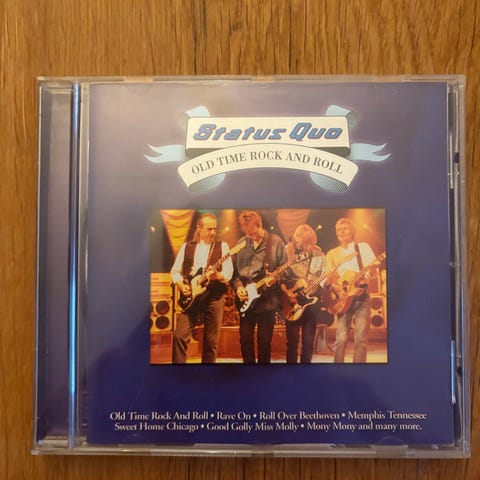 Status Quo
OLD TIME ROCK AND ROLL
Old Time Rock And Roll • Rave On • Roll Over Beethoven • Memphis Tennessee
Sweet Home Chicago • Good Golly Miss Molly • Mony Mony and many more.